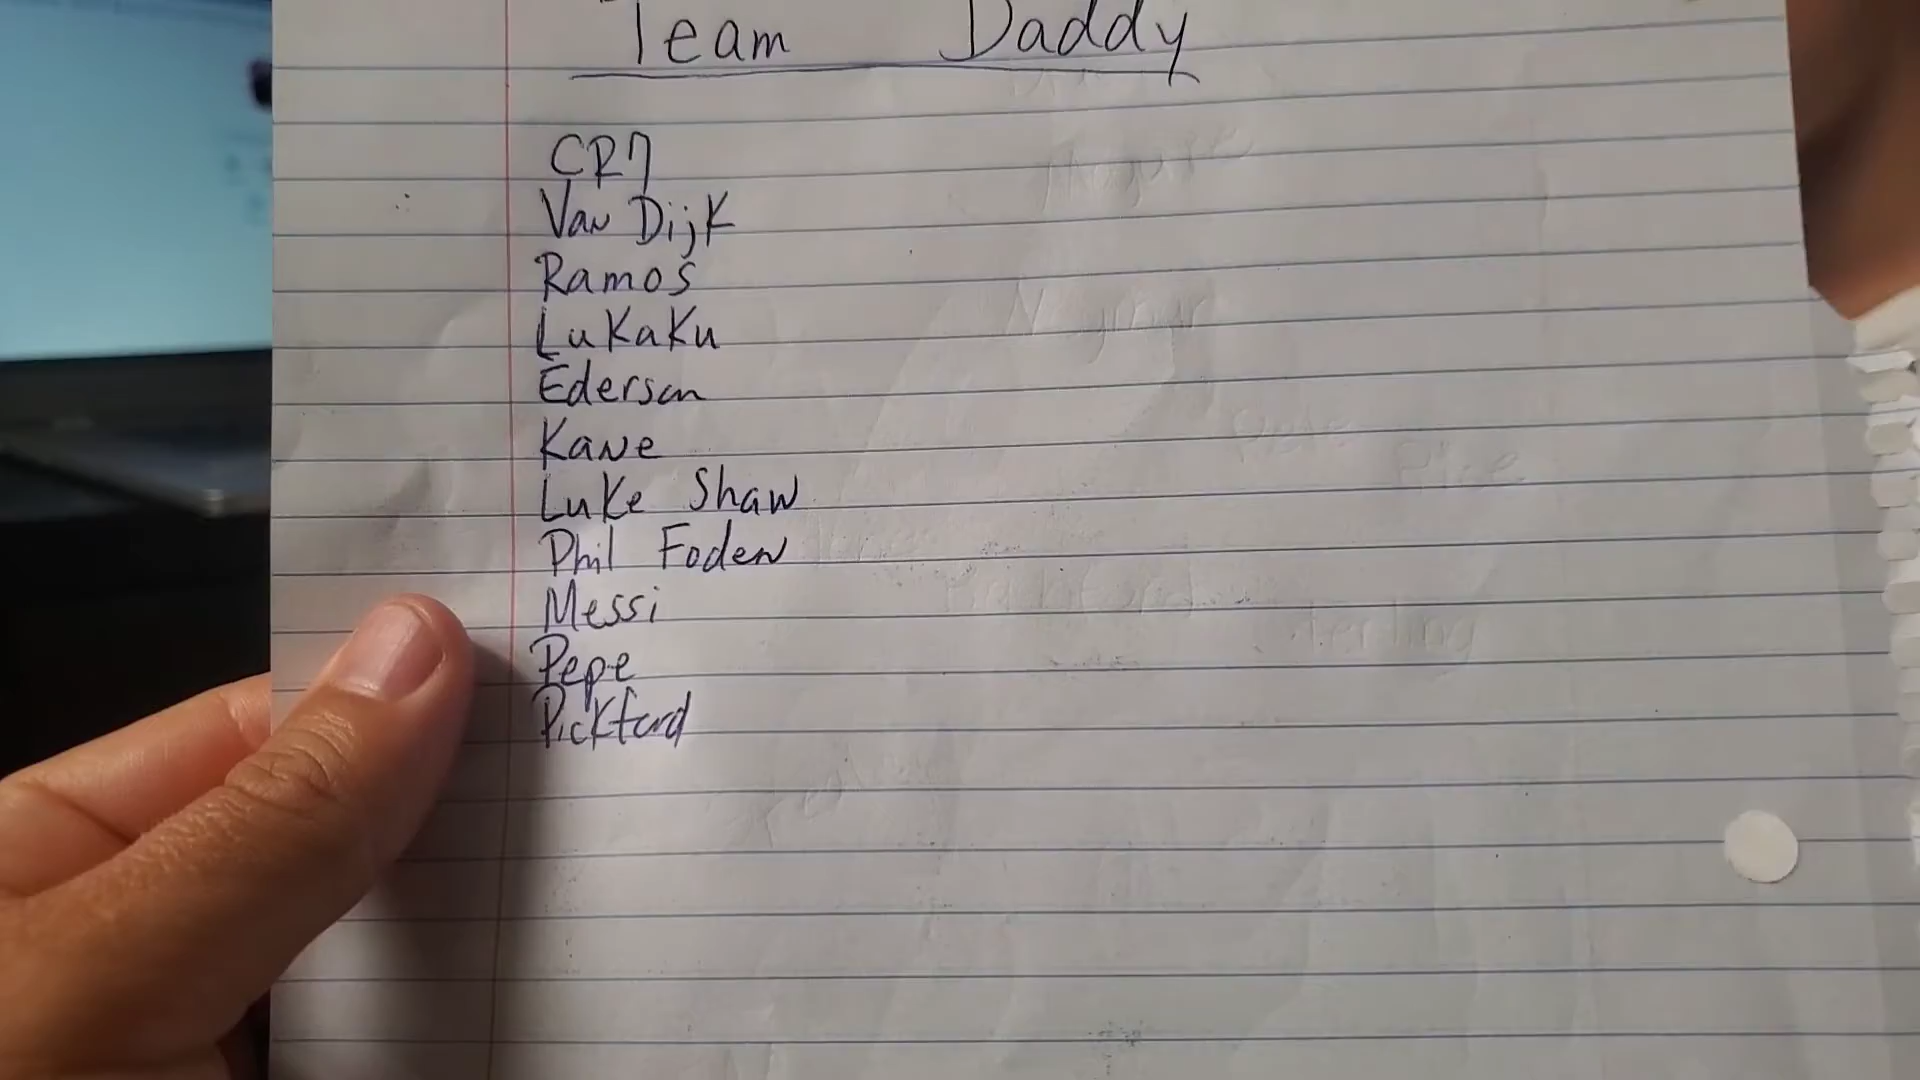 Team Daddy
CR7
Van Dijk
Ramos
Lukaku
Ederson
Kane
Luke Shaw
Phil Foden
Messi
Pepe
Pickford